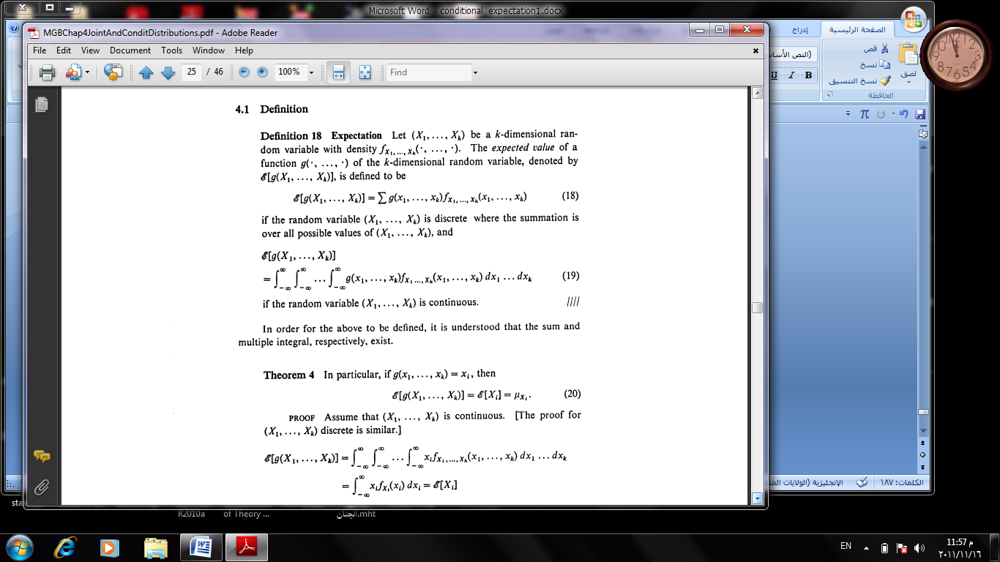 Microsoft Word - conditional expectation1.docx
MGBChap4JointAndConditDistributions.pdf - Adobe Reader
File Edit View Document Tools Window Help
25 / 46 100% Find
4.1 Definition
Definition 18 Expectation Let (X₁, ..., Xₖ) be a k-dimensional ran-
dom variable with density f_{X₁, ..., Xₖ}(·, ..., ·). The expected value of a
function g(·, ..., ·) of the k-dimensional random variable, denoted by
ℰ[g(X₁, ..., Xₖ)], is defined to be
ℰ[g(X₁, ..., Xₖ)] = ∑ g(x₁, ..., xₖ)f_{X₁, ..., Xₖ}(x₁, ..., xₖ) (18)
if the random variable (X₁, ..., Xₖ) is discrete where the summation is
over all possible values of (X₁, ..., Xₖ), and
ℰ[g(X₁, ..., Xₖ)]
= ∫_{-∞}^{∞} ∫_{-∞}^{∞} ... ∫_{-∞}^{∞} g(x₁, ..., xₖ)f_{X₁ ..., Xₖ}(x₁, ..., xₖ) dx₁ ... dxₖ (19)
if the random variable (X₁, ..., Xₖ) is continuous. ////
In order for the above to be defined, it is understood that the sum and
multiple integral, respectively, exist.
Theorem 4 In particular, if g(x₁, ..., xₖ) = xᵢ, then
ℰ[g(X₁, ..., Xₖ)] = ℰ[Xᵢ] = μ_{Xᵢ}. (20)
PROOF Assume that (X₁, ..., Xₖ) is continuous. [The proof for
(X₁, ..., Xₖ) discrete is similar.]
ℰ[g(X₁, ..., Xₖ)] = ∫_{-∞}^{∞} ∫_{-∞}^{∞} ... ∫_{-∞}^{∞} xᵢf_{X₁, ..., Xₖ}(x₁, ..., xₖ) dx₁ ... dxₖ
= ∫_{-∞}^{∞} xᵢf_{Xᵢ}(xᵢ) dxᵢ = ℰ[Xᵢ]
الصفحة الرئيسية إدراج
قص
نسخ
نسخ التنسيق
لصق
الحافظة
U I B
الكلمات: ١٨٧
R2010a of Theory ... الجنان.mht
EN
11:57 م
٢٠١١/١١/١٦